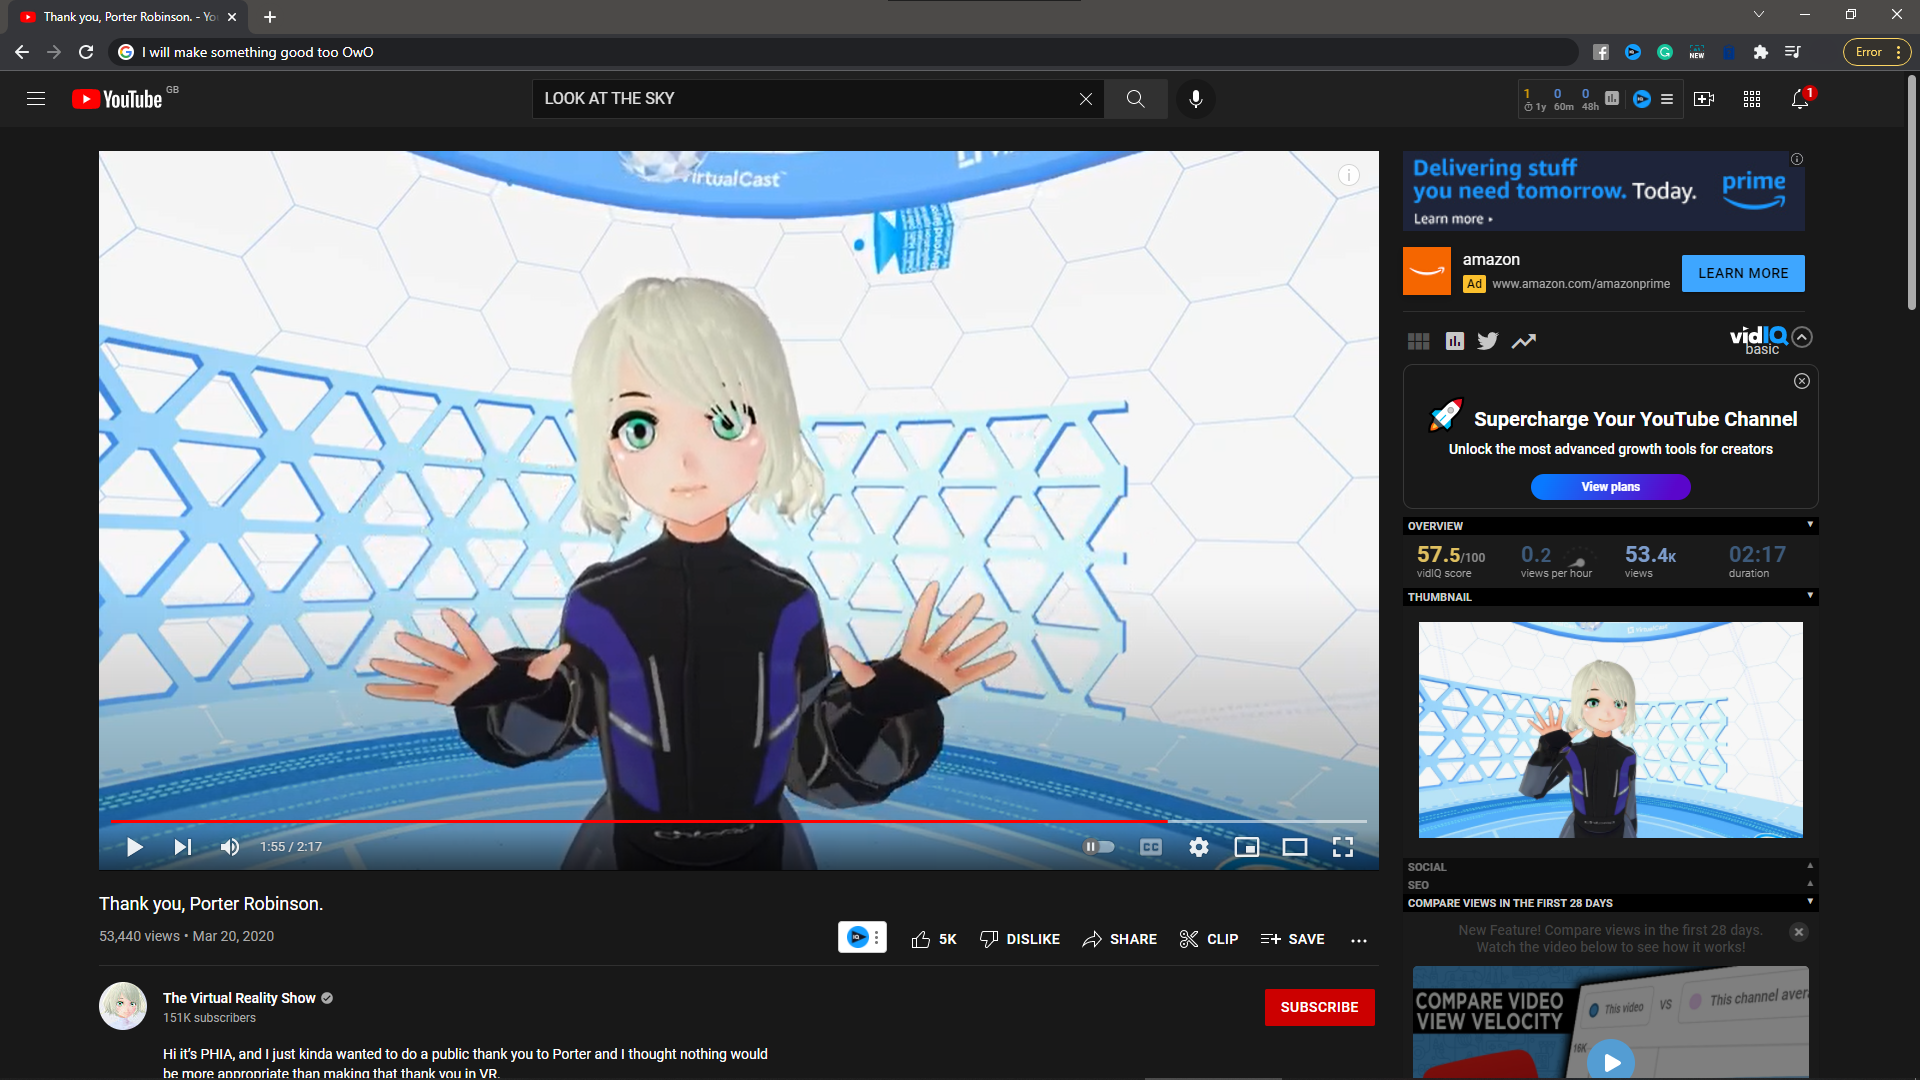 Thank you, Porter Robinson. - Yo
I will make something good too OwO
NEW
Error
YouTube GB
LOOK AT THE SKY
1 0 0
1y 60m 48h
1
VirtualCast
Beyond
Delivering stuff
you need tomorrow. Today.
prime
Learn more
amazon
Ad www.amazon.com/amazonprime
LEARN MORE
vidIQ
basic
Supercharge Your YouTube Channel
Unlock the most advanced growth tools for creators
View plans
OVERVIEW
57.5/100 0.2 53.4K 02:17
vidIQ score views per hour views duration
THUMBNAIL
VirtualCast
1:55 / 2:17
CC
SOCIAL
SEO
COMPARE VIEWS IN THE FIRST 28 DAYS
New Feature! Compare views in the first 28 days.
Watch the video below to see how it works!
COMPARE VIDEO
VIEW VELOCITY
This video VS This channel avera
16K
Thank you, Porter Robinson.
53,440 views • Mar 20, 2020
IQ
5K DISLIKE SHARE CLIP SAVE
The Virtual Reality Show
151K subscribers
SUBSCRIBE
Hi it’s PHIA, and I just kinda wanted to do a public thank you to Porter and I thought nothing would
be more appropriate than making that thank you in VR.